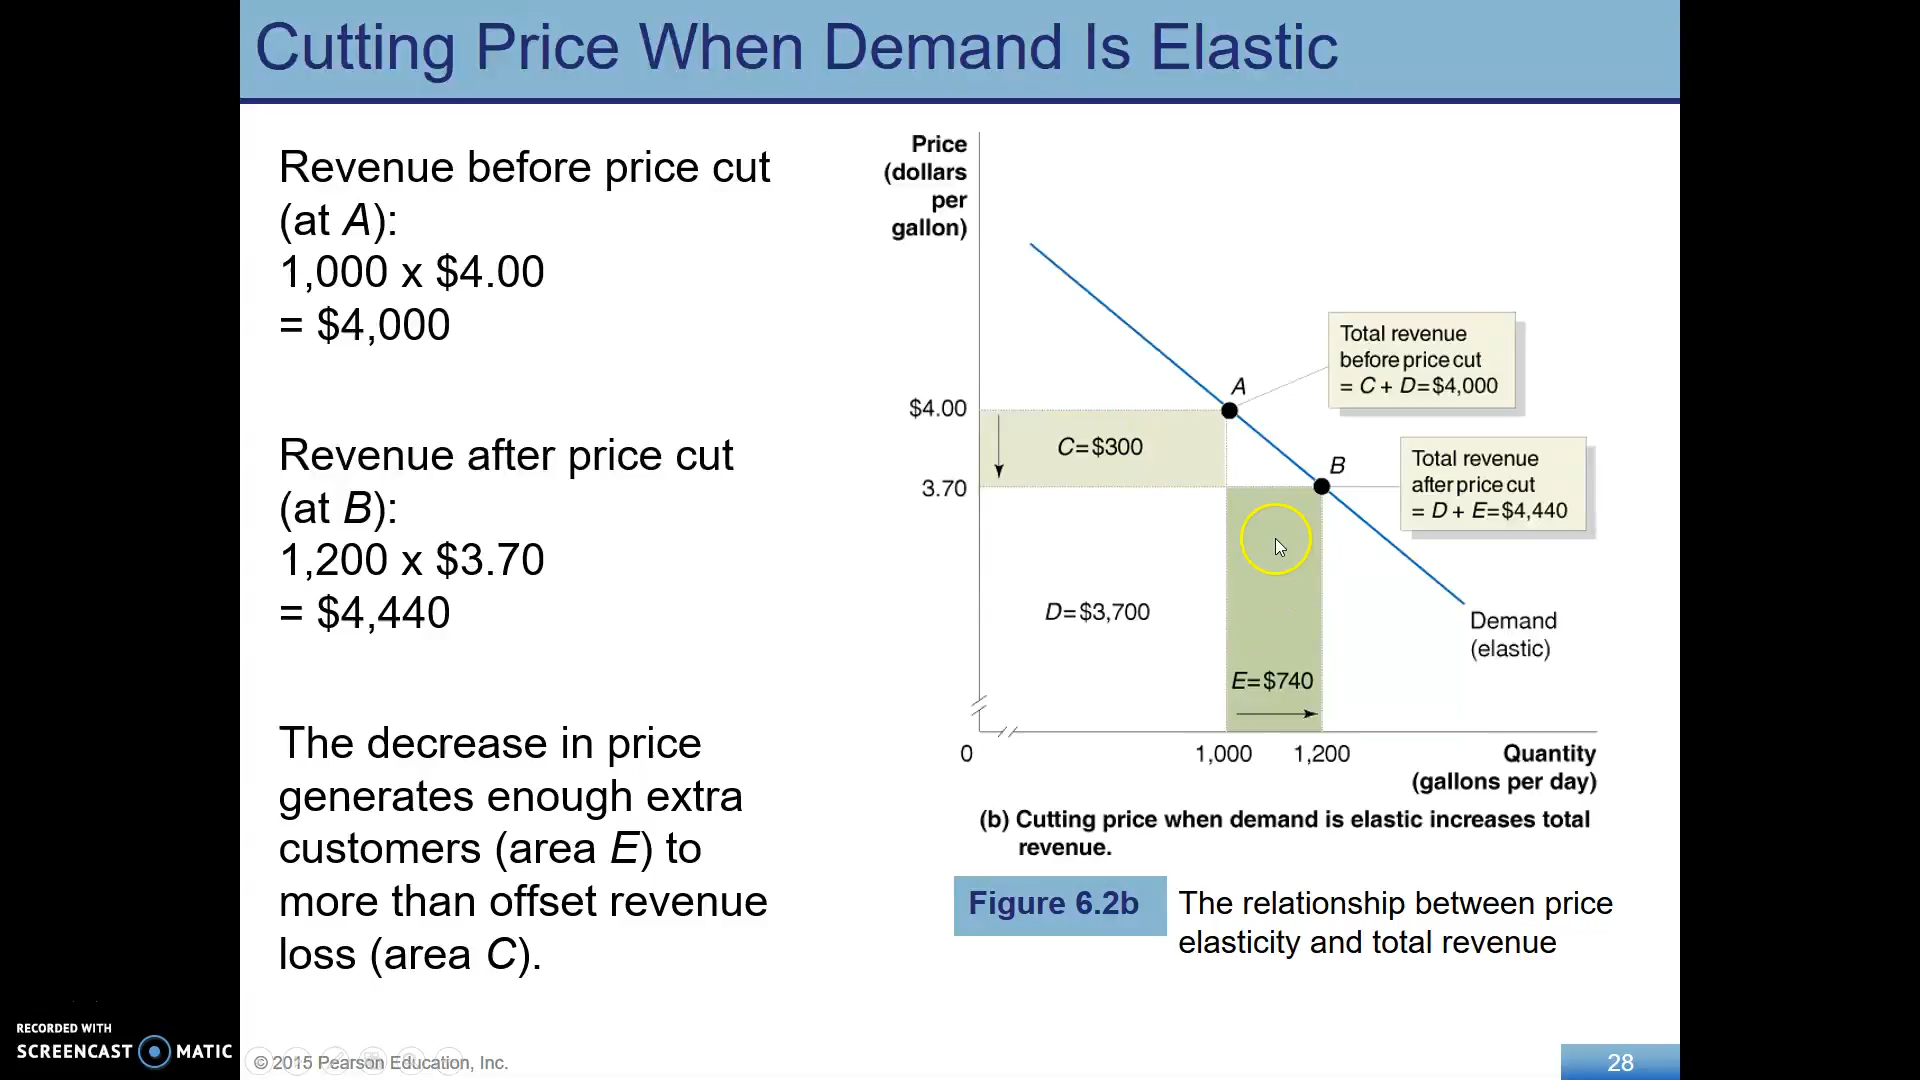 Cutting Price When Demand Is Elastic
Revenue before price cut
(at A):
1,000 x $4.00
= $4,000
Revenue after price cut
(at B):
1,200 x $3.70
= $4,440
The decrease in price
generates enough extra
customers (area E) to
more than offset revenue
loss (area C).
Price
(dollars
per
gallon)
Total revenue
before price cut
= C + D=$4,000
A
$4.00
C=$300
B
Total revenue
after price cut
= D + E=$4,440
3.70
D=$3,700
Demand
(elastic)
E=$740
0
1,000
1,200
Quantity
(gallons per day)
(b) Cutting price when demand is elastic increases total
revenue.
Figure 6.2b
The relationship between price
elasticity and total revenue
RECORDED WITH
SCREENCAST MATIC
© 2015 Pearson Education, Inc.
28